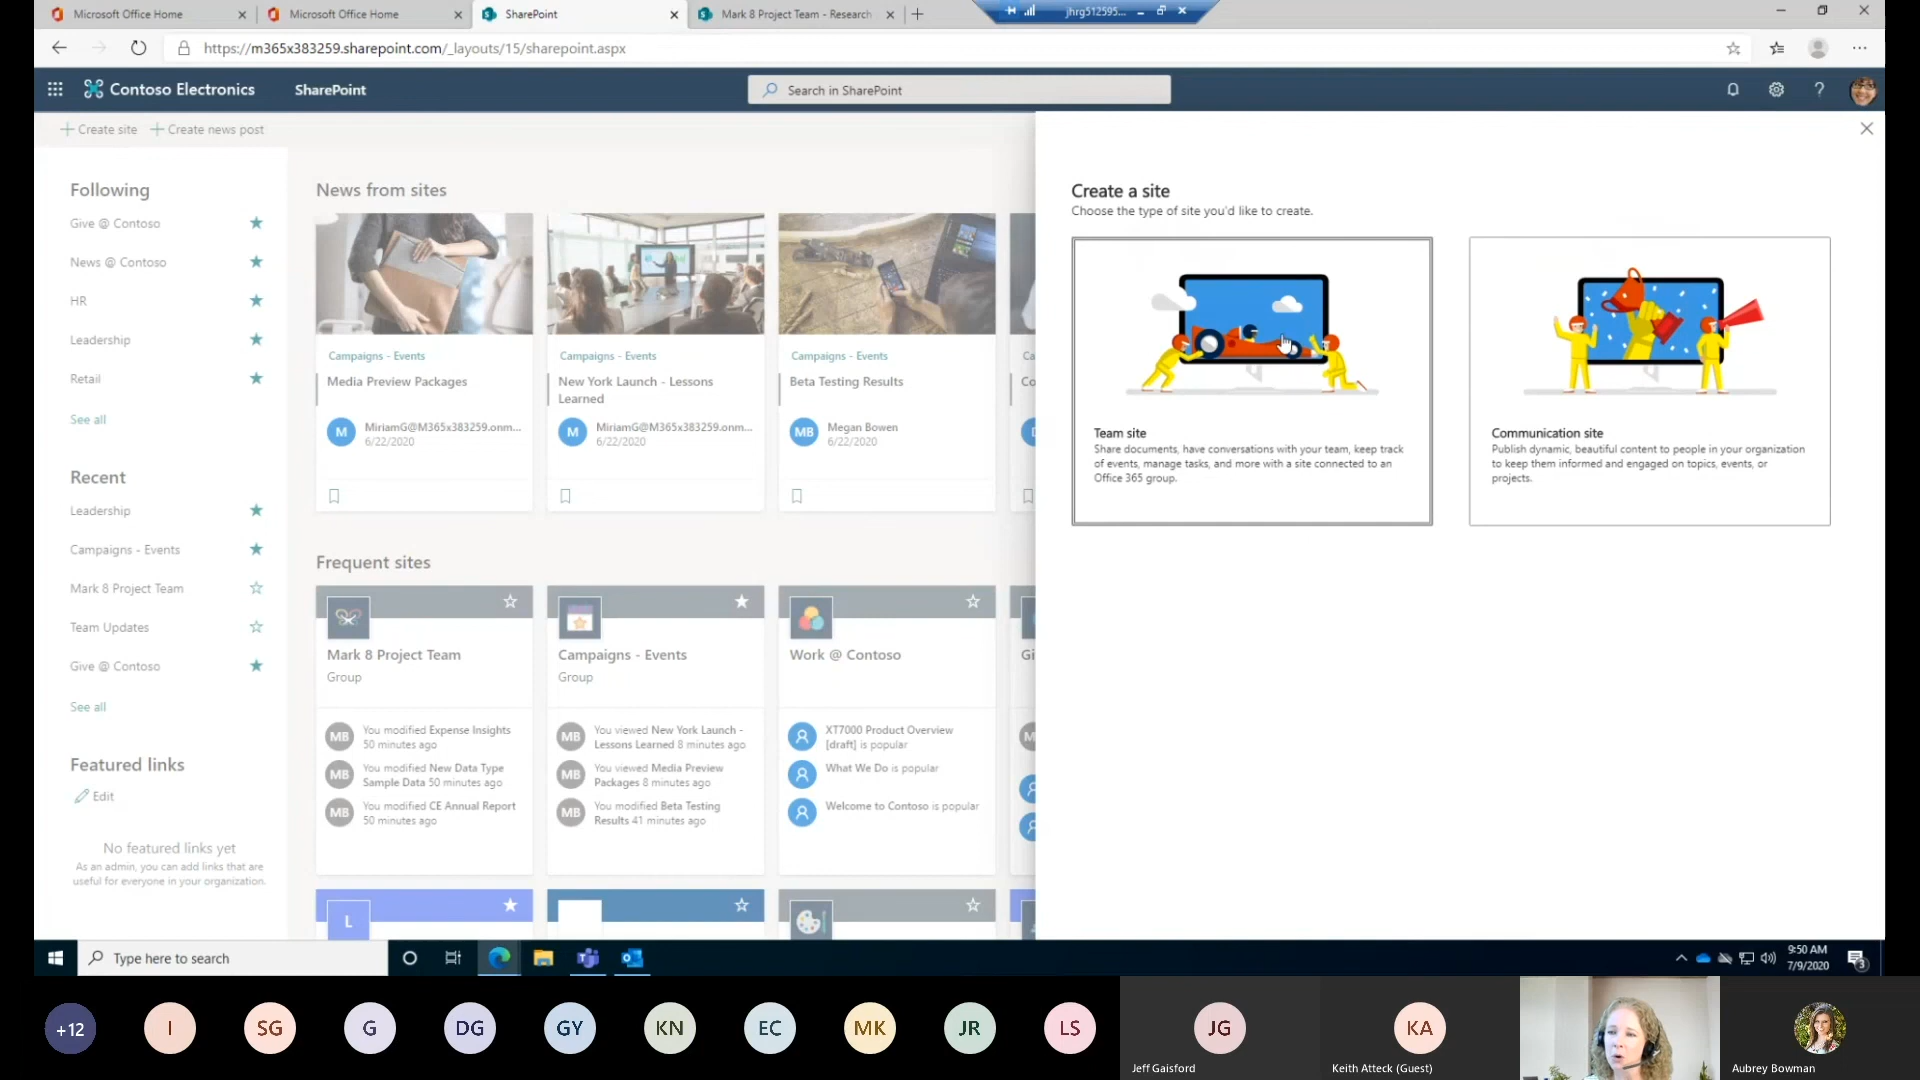 Microsoft Office Home
Microsoft Office Home
SharePoint
Mark 8 Project Team - Research
jhrg512595...
https://m365x383259.sharepoint.com/_layouts/15/sharepoint.aspx
Contoso Electronics
SharePoint
Search in SharePoint
Create site
Create news post
Following
Give @ Contoso
News @ Contoso
HR
Leadership
Retail
See all
Recent
Leadership
Campaigns - Events
Mark 8 Project Team
Team Updates
Give @ Contoso
See all
Featured links
Edit
No featured links yet
As an admin, you can add links that are
useful for everyone in your organization.
News from sites
Campaigns - Events
Media Preview Packages
M
MiriamG@M365x383259.onm...
6/22/2020
Campaigns - Events
New York Launch - Lessons
Learned
M
MiriamG@M365x383259.onm...
6/22/2020
Campaigns - Events
Beta Testing Results
MB
Megan Bowen
6/22/2020
Ca
Co
Frequent sites
Mark 8 Project Team
Group
MB
You modified Expense Insights
50 minutes ago
MB
You modified New Data Type
Sample Data 50 minutes ago
MB
You modified CE Annual Report
50 minutes ago
Campaigns - Events
Group
MB
You viewed New York Launch -
Lessons Learned 8 minutes ago
MB
You viewed Media Preview
Packages 8 minutes ago
MB
You modified Beta Testing
Results 41 minutes ago
Work @ Contoso
XT7000 Product Overview
[draft] is popular
What We Do is popular
Welcome to Contoso is popular
Gi
L
Create a site
Choose the type of site you'd like to create.
Team site
Share documents, have conversations with your team, keep track
of events, manage tasks, and more with a site connected to an
Office 365 group.
Communication site
Publish dynamic, beautiful content to people in your organization
to keep them informed and engaged on topics, events, or
projects.
Type here to search
9:50 AM
7/9/2020
3
+12
I
SG
G
DG
GY
KN
EC
MK
JR
LS
JG
Jeff Gaisford
KA
Keith Atteck (Guest)
Aubrey Bowman